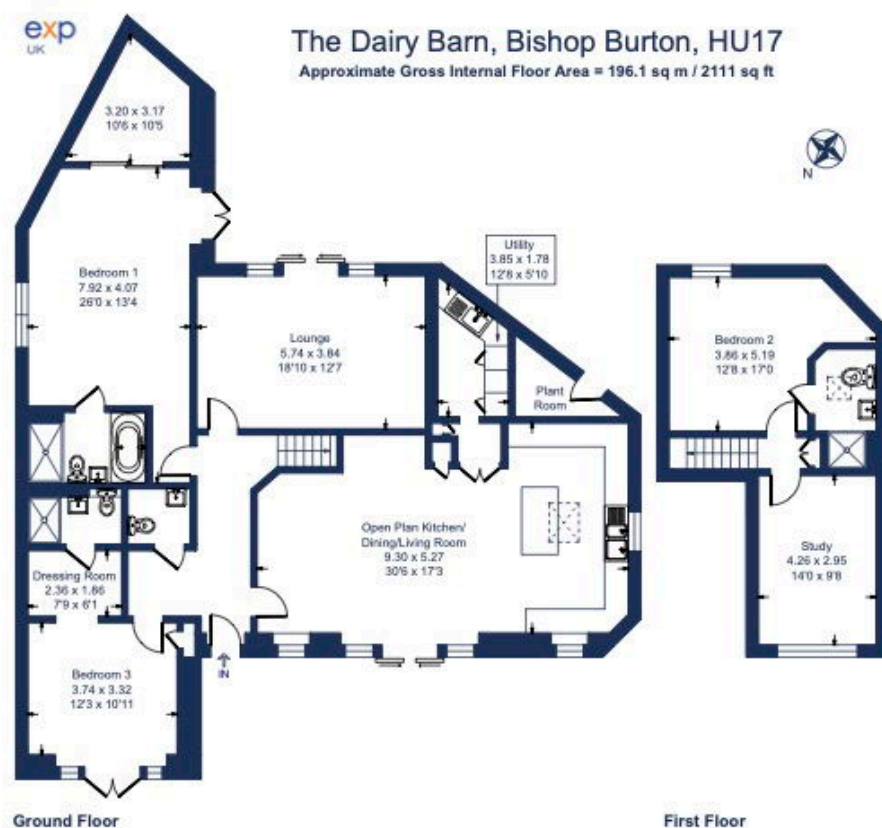 exp
UK
The Dairy Barn, Bishop Burton, HU17
Approximate Gross Internal Floor Area = 196.1 sq m / 2111 sq ft
3.20 x 3.17
10'6 x 10'5
N
Utility
3.85 x 1.78
12'8 x 5'10
Bedroom 1
7.92 x 4.07
26'0 x 13'4
Lounge
5.74 x 3.84
18'10 x 12'7
Plant
Room
Bedroom 2
3.86 x 5.19
12'8 x 17'0
Open Plan Kitchen/
Dining/Living Room
9.30 x 5.27
30'6 x 17'3
Study
4.26 x 2.95
14'0 x 9'8
Dressing Room
2.36 x 1.86
7'9 x 6'1
Bedroom 3
3.74 x 3.32
12'3 x 10'11
IN
Ground Floor
First Floor